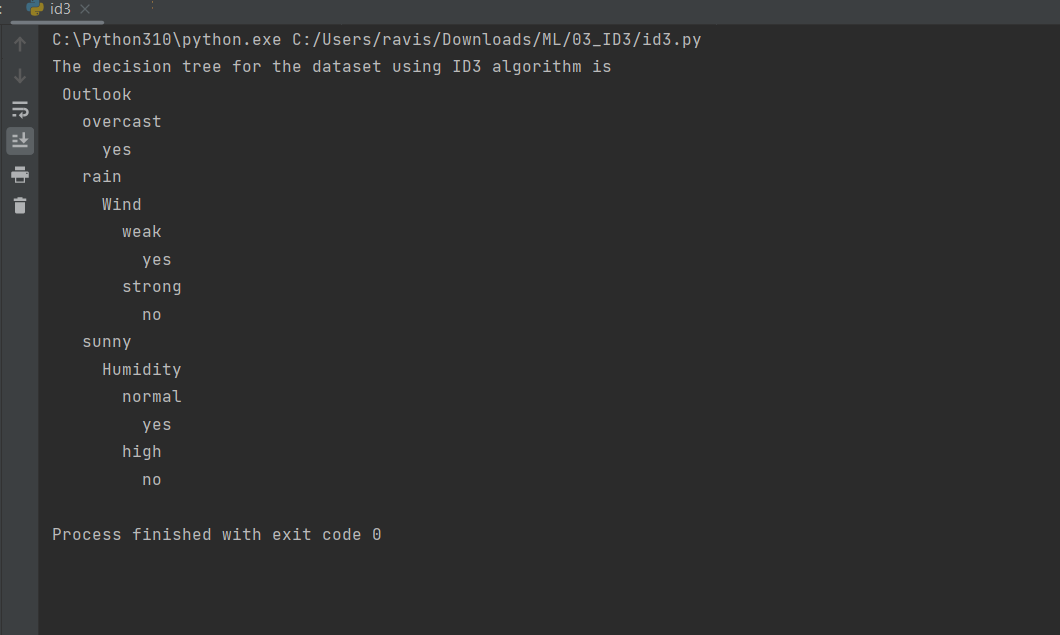 id3
C:\Python310\python.exe C:/Users/ravis/Downloads/ML/03_ID3/id3.py
The decision tree for the dataset using ID3 algorithm is
Outlook
overcast
yes
rain
Wind
weak
yes
strong
no
sunny
Humidity
normal
yes
high
no
Process finished with exit code 0